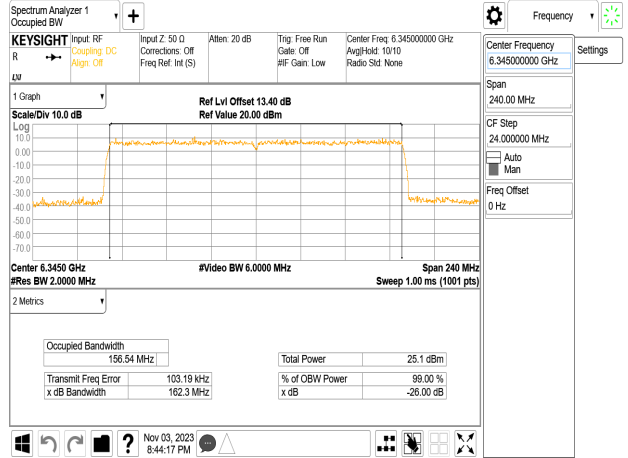 Spectrum Analyzer 1
Occupied BW
Frequency
KEYSIGHT
R
LXI
Input: RF
Coupling: DC
Align: Off
Input Z: 50 Ω
Corrections: Off
Freq Ref: Int (S)
Atten: 20 dB
Trig: Free Run
Gate: Off
#IF Gain: Low
Center Freq: 6.345000000 GHz
Avg|Hold: 10/10
Radio Std: None
Center Frequency
6.345000000 GHz
Settings
Span
240.00 MHz
CF Step
24.000000 MHz
Auto
Man
Freq Offset
0 Hz
1 Graph
Scale/Div 10.0 dB
Ref Lvl Offset 13.40 dB
Ref Value 20.00 dBm
Log
10.0
0.00
-10.0
-20.0
-30.0
-40.0
-50.0
-60.0
-70.0
Center 6.3450 GHz
#Video BW 6.0000 MHz
Span 240 MHz
#Res BW 2.0000 MHz
Sweep 1.00 ms (1001 pts)
2 Metrics
Occupied Bandwidth
156.54 MHz
Total Power 25.1 dBm
Transmit Freq Error 103.19 kHz
% of OBW Power 99.00 %
x dB Bandwidth 162.3 MHz
x dB -26.00 dB
?
Nov 03, 2023
8:44:17 PM